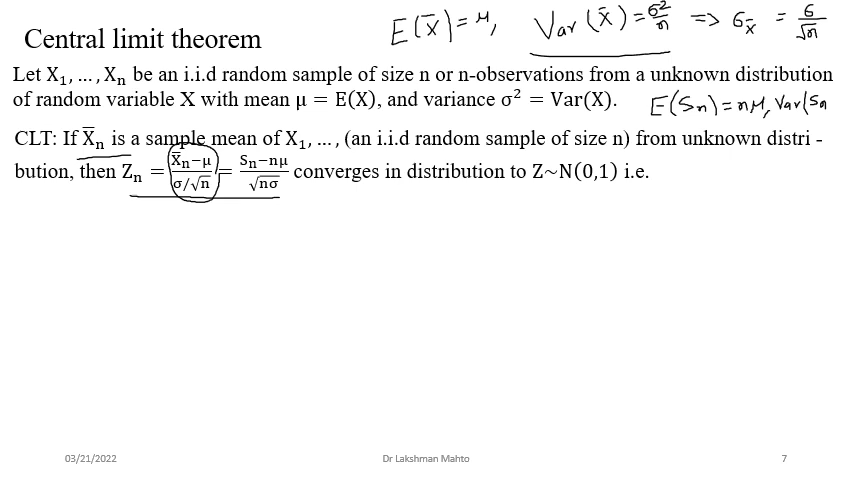 E(X̄) = μ, Var(X̄) = σ²/n => σ_X̄ = σ/√n
Central limit theorem
Let X₁, … , Xₙ be an i.i.d random sample of size n or n-observations from a unknown distribution
of random variable X with mean μ = E(X), and variance σ² = Var(X).
E(Sₙ) = nμ, Var(Sₙ
CLT: If X̄ₙ is a sample mean of X₁, … , (an i.i.d random sample of size n) from unknown distri -
bution, then Zₙ = (X̄ₙ−μ)/(σ/√n) = (Sₙ−nμ)/(√nσ) converges in distribution to Z~N(0,1) i.e.
03/21/2022 Dr Lakshman Mahto 7